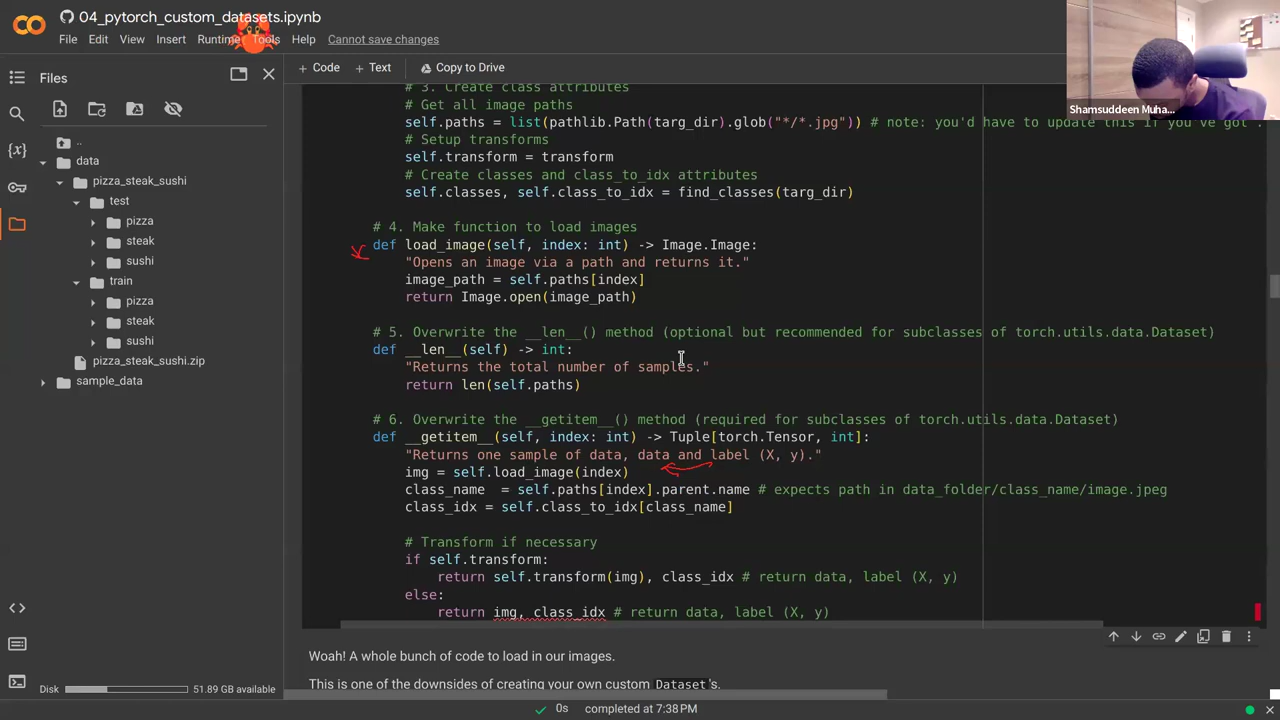 04_pytorch_custom_datasets.ipynb
File Edit View Insert Runtime Tools Help Cannot save changes
Files
+ Code + Text Copy to Drive
Shamsuddeen Muha...
..
data
pizza_steak_sushi
test
pizza
steak
sushi
train
pizza
steak
sushi
pizza_steak_sushi.zip
sample_data
# 3. Create class attributes
# Get all image paths
self.paths = list(pathlib.Path(targ_dir).glob("*/*.jpg")) # note: you'd have to update this if you've got .
# Setup transforms
self.transform = transform
# Create classes and class_to_idx attributes
self.classes, self.class_to_idx = find_classes(targ_dir)
# 4. Make function to load images
def load_image(self, index: int) -> Image.Image:
"Opens an image via a path and returns it."
image_path = self.paths[index]
return Image.open(image_path)
# 5. Overwrite the __len__() method (optional but recommended for subclasses of torch.utils.data.Dataset)
def __len__(self) -> int:
"Returns the total number of samples."
return len(self.paths)
# 6. Overwrite the __getitem__() method (required for subclasses of torch.utils.data.Dataset)
def __getitem__(self, index: int) -> Tuple[torch.Tensor, int]:
"Returns one sample of data, data and label (X, y)."
img = self.load_image(index)
class_name  = self.paths[index].parent.name # expects path in data_folder/class_name/image.jpeg
class_idx = self.class_to_idx[class_name]
# Transform if necessary
if self.transform:
return self.transform(img), class_idx # return data, label (X, y)
else:
return img, class_idx # return data, label (X, y)
Woah! A whole bunch of code to load in our images.
This is one of the downsides of creating your own custom Dataset's.
Disk 51.89 GB available
0s completed at 7:38 PM